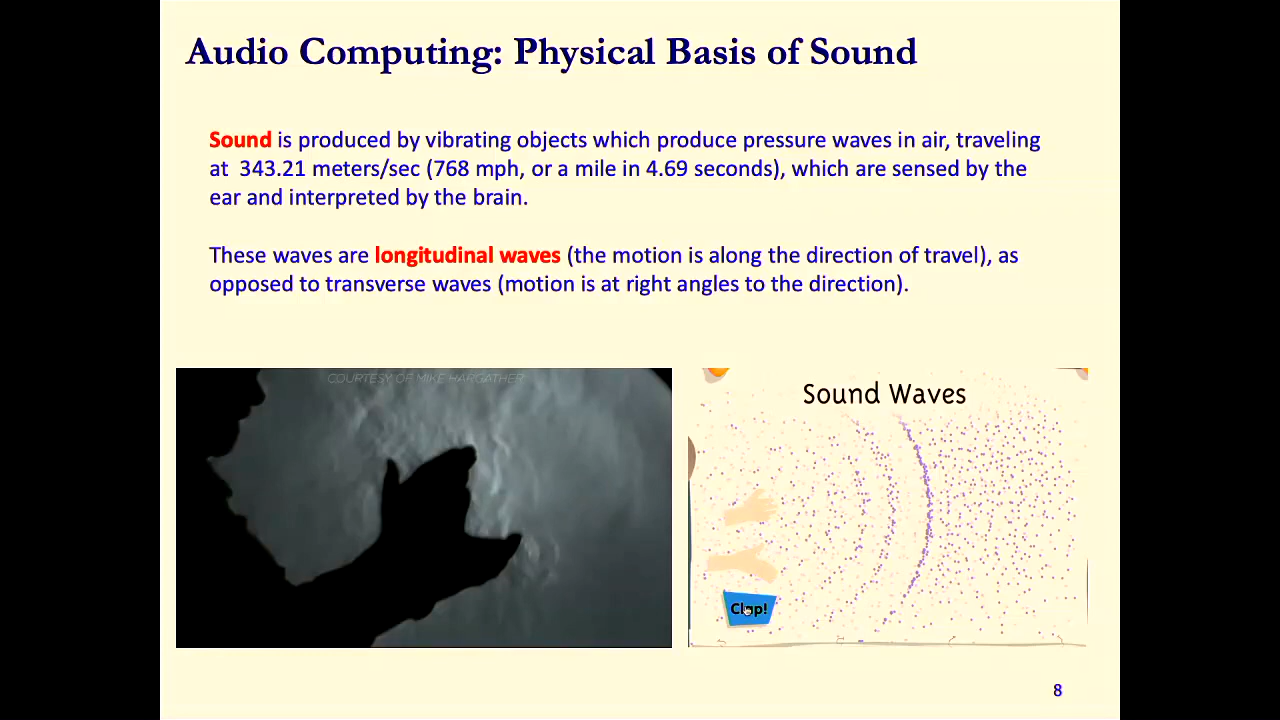 Audio Computing: Physical Basis of Sound
Sound is produced by vibrating objects which produce pressure waves in air, traveling
at 343.21 meters/sec (768 mph, or a mile in 4.69 seconds), which are sensed by the
ear and interpreted by the brain.
These waves are longitudinal waves (the motion is along the direction of travel), as
opposed to transverse waves (motion is at right angles to the direction).
COURTESY OF MIKE HARGATHER
Sound Waves
Clap!
8